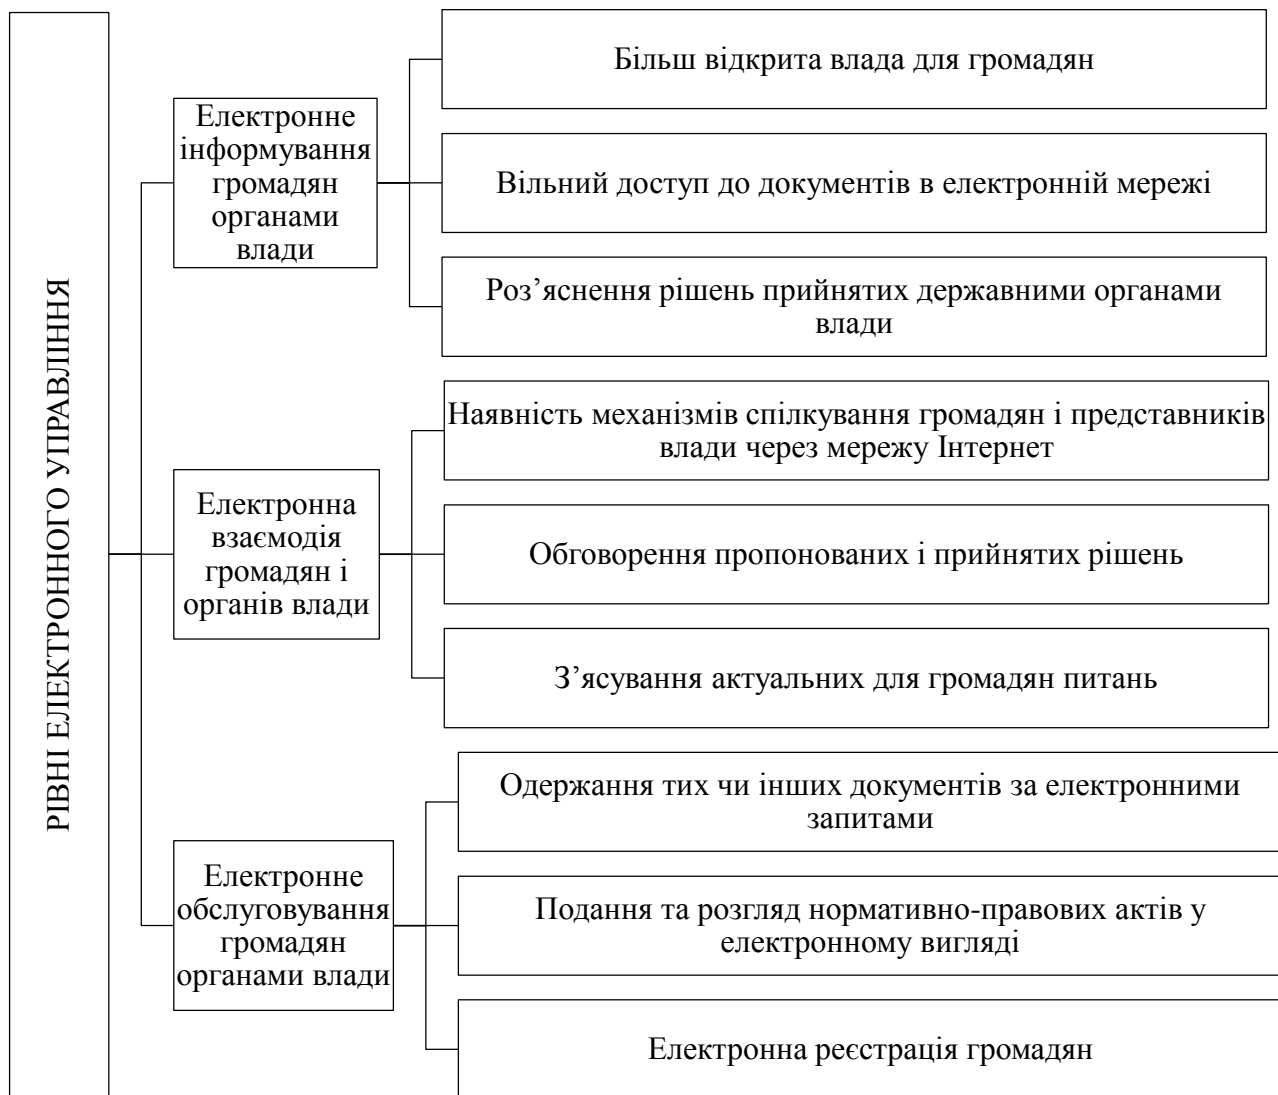 РІВНІ ЕЛЕКТРОННОГО УПРАВЛІННЯ
Електронне
інформування
громадян
органами
влади
Більш відкрита влада для громадян
Вільний доступ до документів в електронній мережі
Роз’яснення рішень прийнятих державними органами
влади
Електронна
взаємодія
громадян і
органів влади
Наявність механізмів спілкування громадян і представників
влади через мережу Інтернет
Обговорення пропонованих і прийнятих рішень
З’ясування актуальних для громадян питань
Електронне
обслуговування
громадян
органами влади
Одержання тих чи інших документів за електронними
запитами
Подання та розгляд нормативно-правових актів у
електронному вигляді
Електронна реєстрація громадян